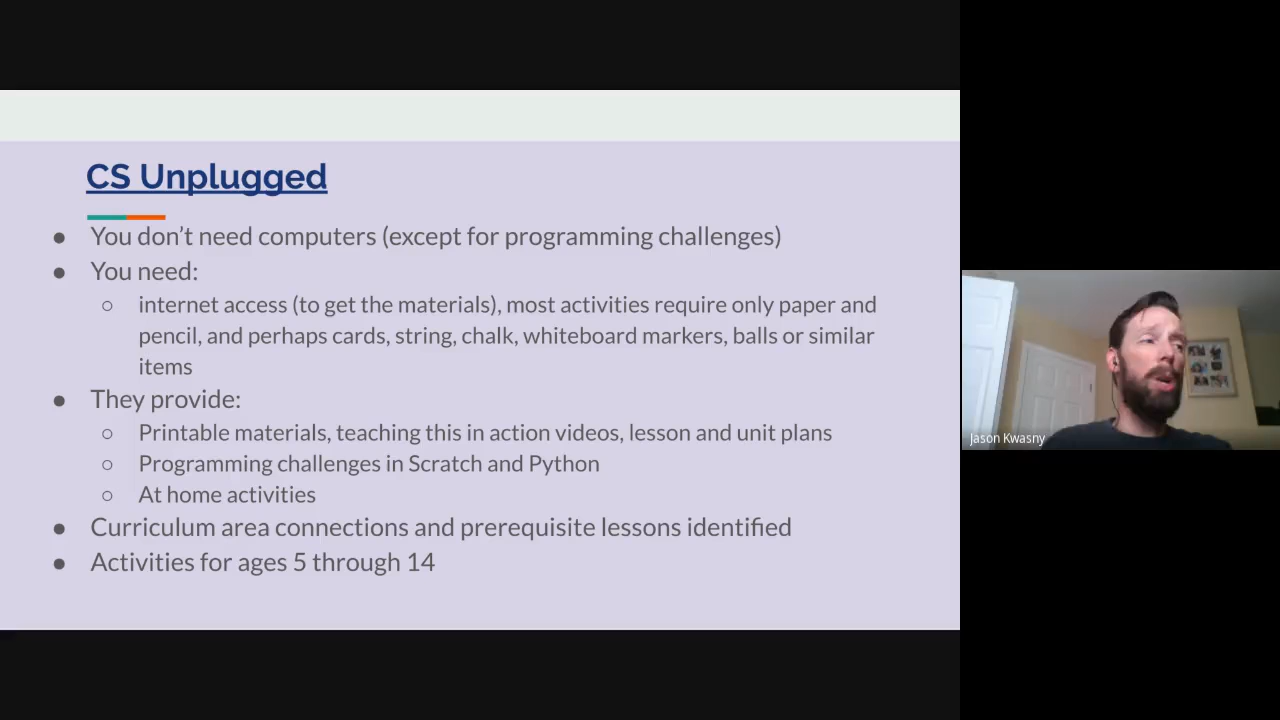 CS Unplugged
● You don’t need computers (except for programming challenges)
● You need:
○ internet access (to get the materials), most activities require only paper and
pencil, and perhaps cards, string, chalk, whiteboard markers, balls or similar
items
● They provide:
○ Printable materials, teaching this in action videos, lesson and unit plans
○ Programming challenges in Scratch and Python
○ At home activities
● Curriculum area connections and prerequisite lessons identified
● Activities for ages 5 through 14
Jason Kwasny